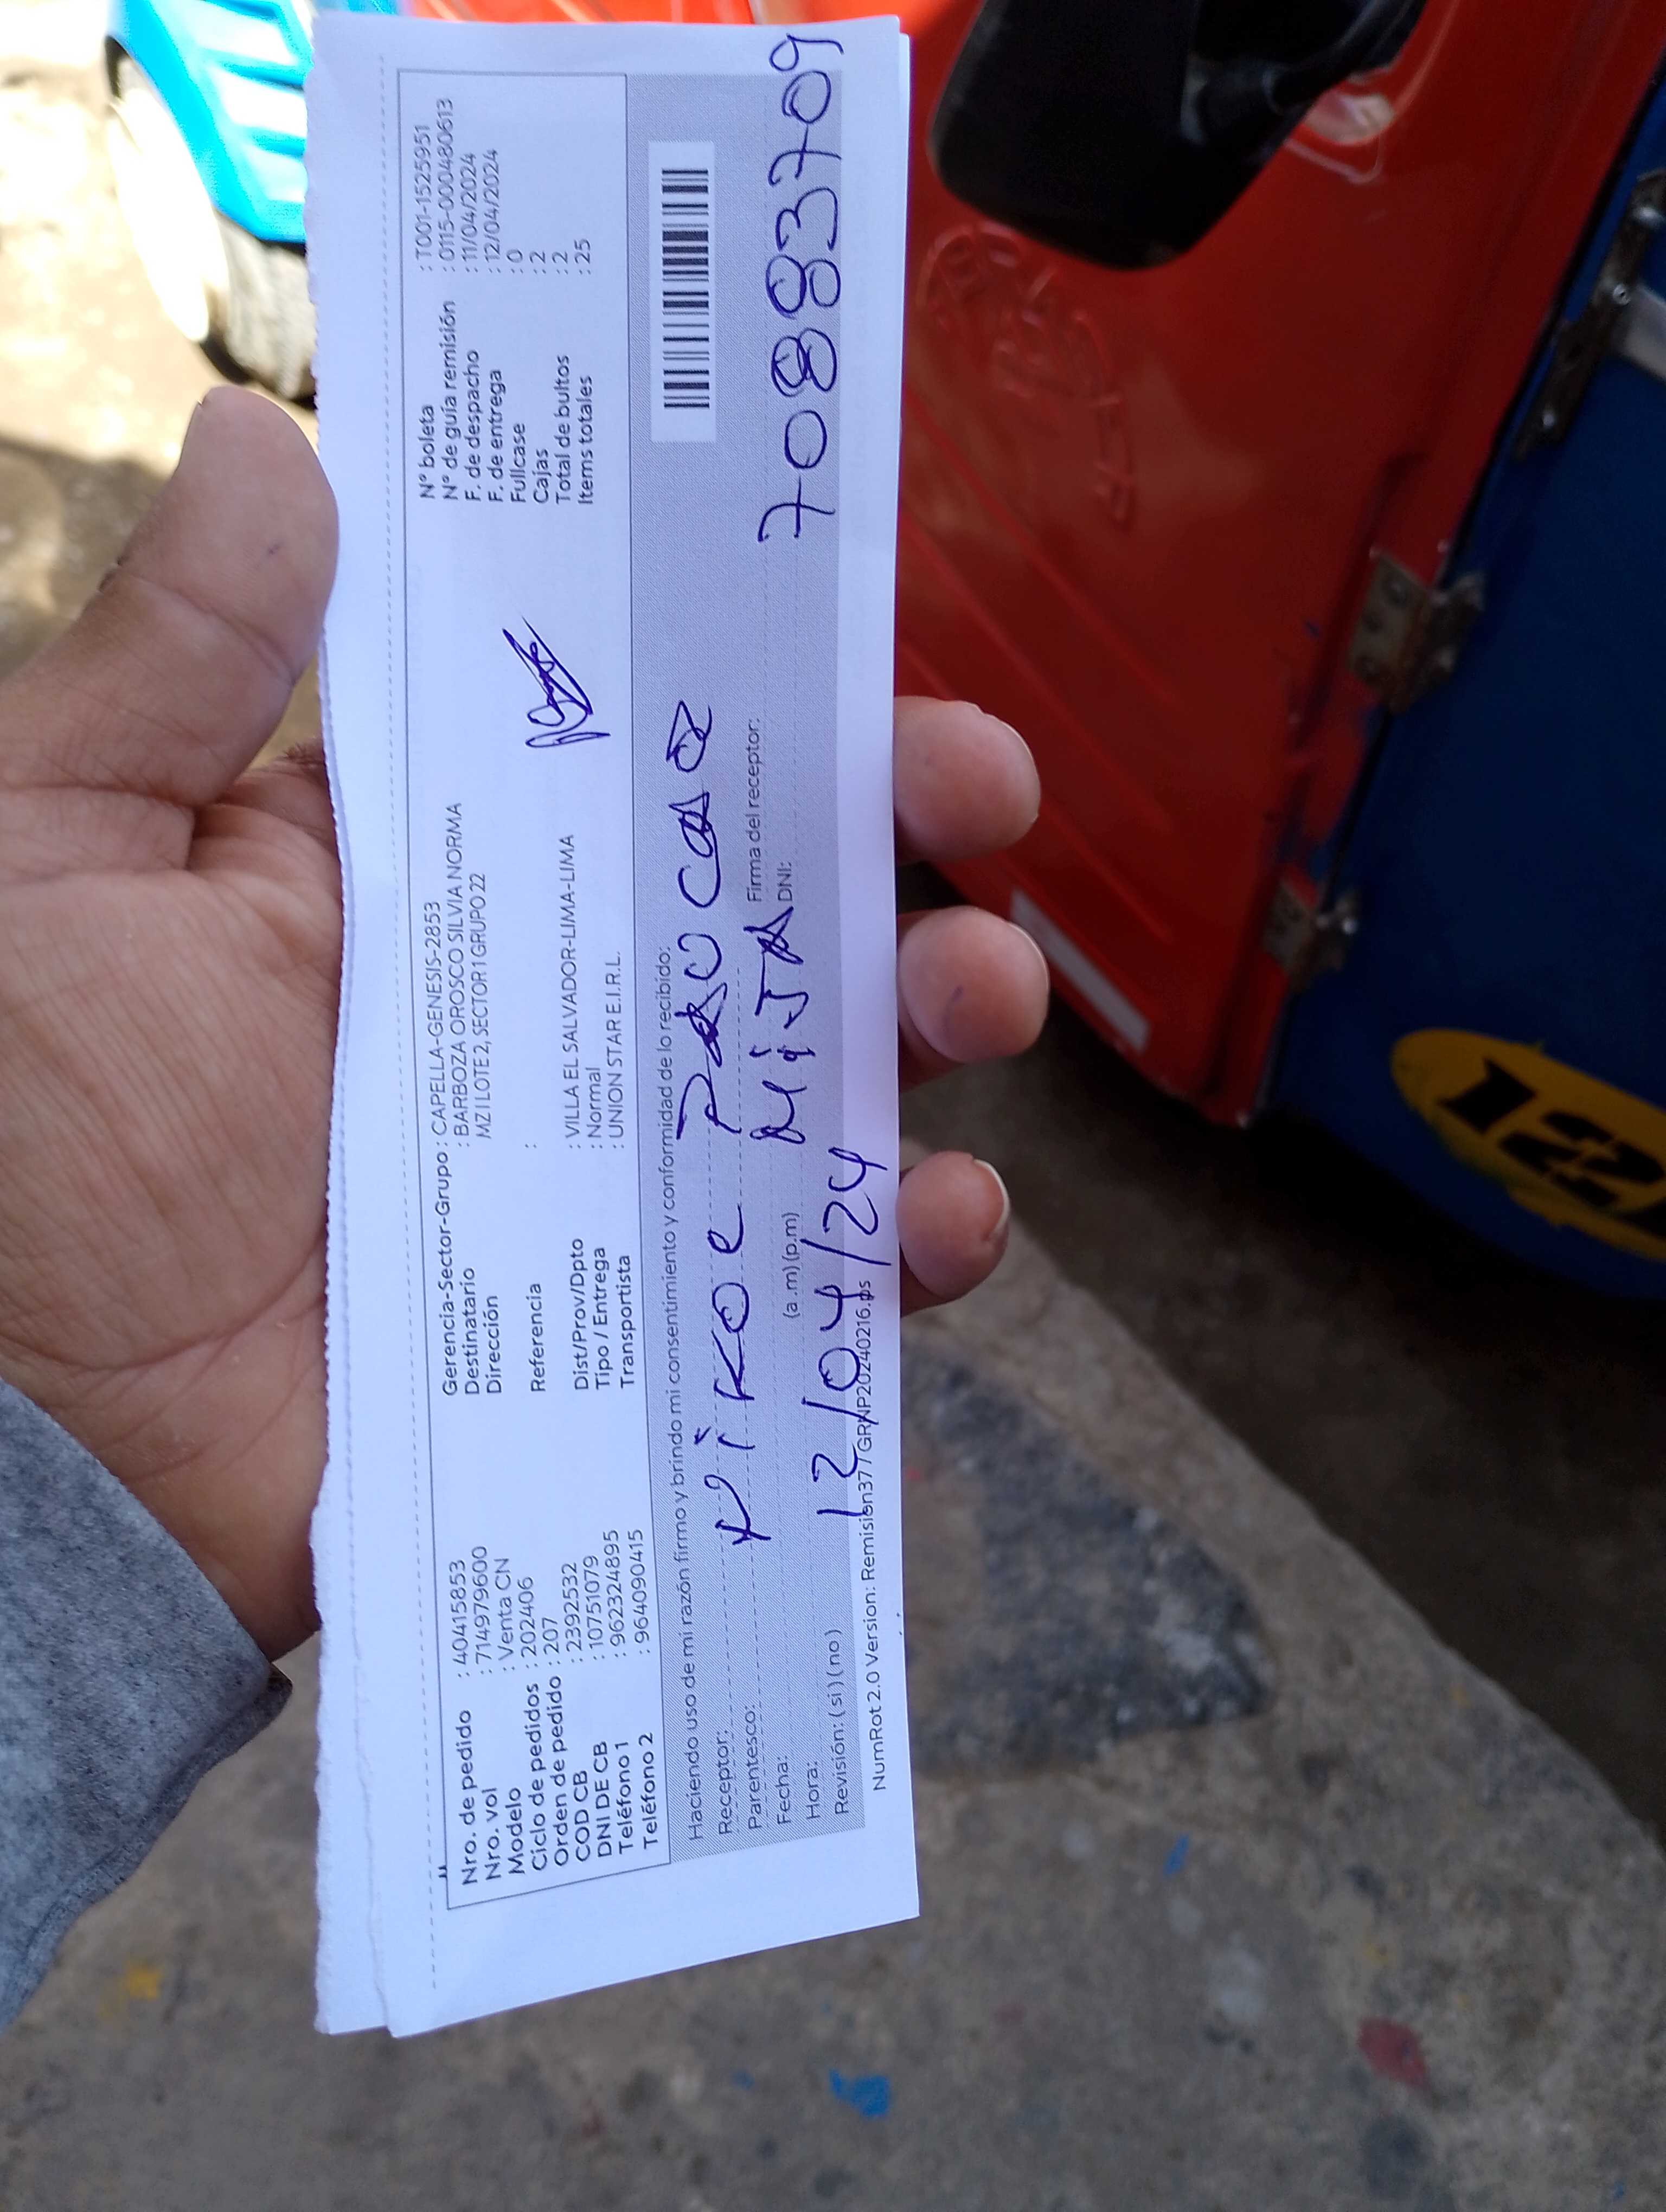 Nro. de pedido : 40415853
Nro. vol : 714979600
Modelo : Venta CN
Ciclo de pedidos : 202406
Orden de pedido : 207
COD CB : 2392532
DNI DE CB : 10751079
Teléfono 1 : 962324895
Teléfono 2 : 964090415
Gerencia-Sector-Grupo : CAPELLA-GENESIS-2853
Destinatario : BARBOZA OROSCO SILVIA NORMA
Dirección MZ I LOTE 2, SECTOR 1 GRUPO 22
Referencia :
Dist/Prov/Dpto : VILLA EL SALVADOR-LIMA-LIMA
Tipo / Entrega : Normal
Transportista : UNION STAR E.I.R.L.
N° boleta : T001-1525951
N° de guía remisión : 0115-0004480613
F. de despacho : 11/04/2024
F. de entrega : 12/04/2024
Fullcase : 0
Cajas : 2
Total de bultos : 2
Items totales : 25
Haciendo uso de mi razón firmo y brindo mi consentimiento y conformidad de lo recibido:
Receptor:
Parentesco: HiJA
Firma del receptor:
Fecha: 12/04/24
DNI: 70883709
Hora: (a .m) (p.m)
Revisión: ( si ) ( no )
NumRot 2.0 Version: Remisión377GRNP20240216.ps
122